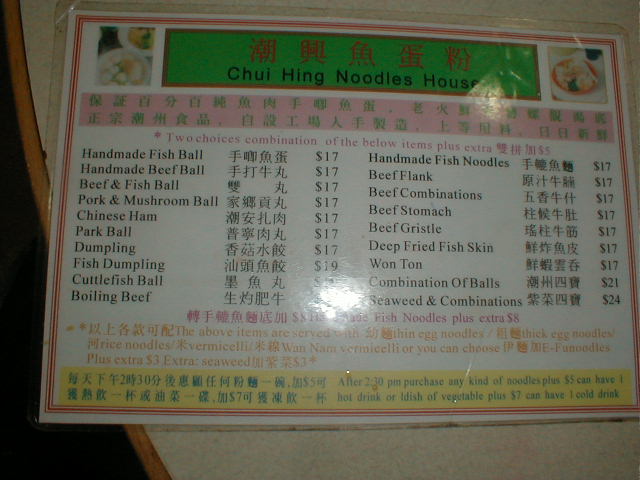 潮興魚蛋粉
Chui Hing Noodles House
保証百分百純魚肉手唧魚蛋．老火鮮
正宗潮州食品．自設工場人手製造．上等用料．日日新鮮
*Two choices combination of the below items plus extra 雙拼加$5
Handmade Fish Ball 手唧魚蛋 $17
Handmade Beef Ball 手打牛丸 $17
Beef & Fish Ball 雙 丸 $17
Pork & Mushroom Ball 家鄉貢丸 $17
Chinese Ham 潮安扎肉 $17
Park Ball 普寧肉丸 $17
Dumpling 香菇水餃 $17
Fish Dumpling 汕頭魚餃 $19
Cuttlefish Ball 墨魚丸
Boiling Beef 生灼肥牛
Handmade Fish Noodles 手鱸魚麵 $17
Beef Flank 原汁牛腩 $17
Beef Combinations 五香牛什 $17
Beef Stomach 柱候牛肚 $17
Beef Gristle 瑤柱牛筋 $17
Deep Fried Fish Skin 鮮炸魚皮 $17
Won Ton 鮮蝦雲吞 $17
Combination Of Balls 潮州四寶 $21
Seaweed & Combinations 紫菜四寶 $24
轉手鱸魚麵底加 $8 Fish Noodles plus extra $8
*以上各款可配The above items are served with 幼麵thin egg noodles / 粗麵thick egg noodles/
河rice noodles/米vermicelli/米線Wan Nam vermicelli or you can choose 伊麵加E-Funoodles
Plus extra $3 Extra: seaweed加紫菜$3*
每天下午2時30分後惠顧任何粉麵一碗,加$5可
獲熱飲一杯或油菜一碟,加$7可獲凍飲一杯
After 2:30 pm purchase any kind of noodles plus $5 can have 1
hot drink or 1dish of vegetable plus $7 can have 1 cold drink